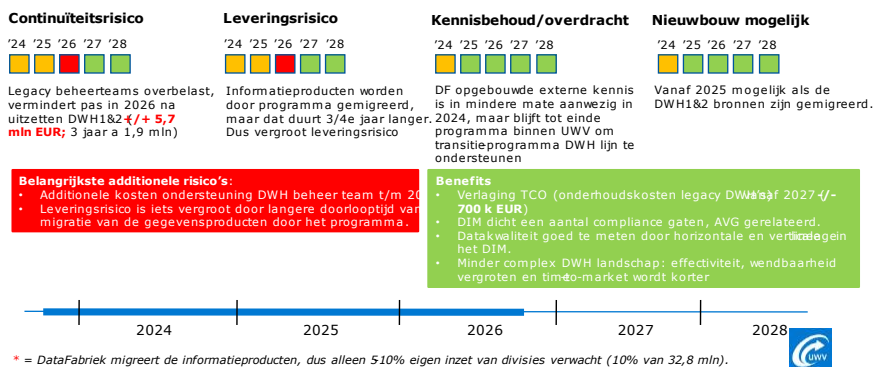 Continuïteitsrisico
’24 ’25 ’26 ’27 ’28
Legacy beheerteams overbelast,
vermindert pas in 2026 na
uitzetten DWH1&2 (+/+ 5,7
mln EUR; 3 jaar a 1,9 mln)
Leveringsrisico
’24 ’25 ’26 ’27 ’28
Informatieproducten worden
door programma gemigreerd,
maar dat duurt 3/4e jaar langer.
Dus vergroot leveringsrisico
Kennisbehoud/overdracht
’24 ’25 ’26 ’27 ’28
DF opgebouwde externe kennis
is in mindere mate aanwezig in
2024, maar blijft tot einde
programma binnen UWV om
transitieprogramma DWH lijn te
ondersteunen
Nieuwbouw mogelijk
’24 ’25 ’26 ’27 ’28
Vanaf 2025 mogelijk als de
DWH1&2 bronnen zijn gemigreerd.
Belangrijkste additionele risico’s:
• Additionele kosten ondersteuning DWH beheer team t/m 20
• Leveringsrisico is iets vergroot door langere doorlooptijd van
migratie van de gegevensproducten door het programma.
Benefits
• Verlaging TCO (onderhoudskosten legacy DWH’s) vanaf 2027 (+/-
700 k EUR)
• DIM dicht een aantal compliance gaten, AVG gerelateerd.
• Datakwaliteit goed te meten door horizontale en verticale in
het DIM.
• Minder complex DWH landschap: effectiviteit, wendbaarheid
vergroten en time-to-market wordt korter
2024 2025 2026 2027 2028
* = DataFabriek migreert de informatieproducten, dus alleen 5-10% eigen inzet van divisies verwacht (10% van 32,8 mln).
UWV